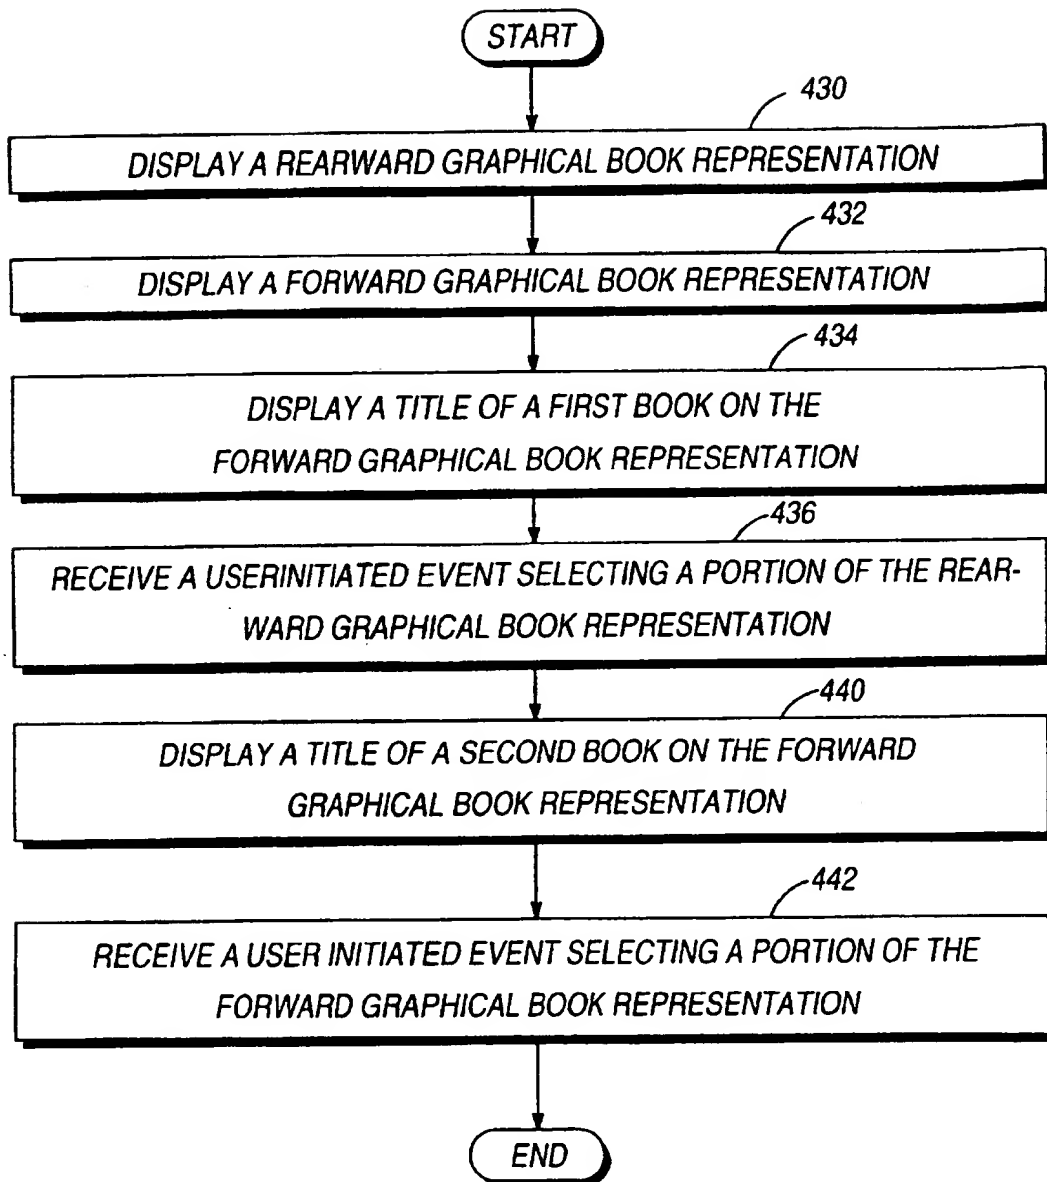 START
430
DISPLAY A REARWARD GRAPHICAL BOOK REPRESENTATION
432
DISPLAY A FORWARD GRAPHICAL BOOK REPRESENTATION
434
DISPLAY A TITLE OF A FIRST BOOK ON THE
FORWARD GRAPHICAL BOOK REPRESENTATION
436
RECEIVE A USERINITIATED EVENT SELECTING A PORTION OF THE REAR-
WARD GRAPHICAL BOOK REPRESENTATION
440
DISPLAY A TITLE OF A SECOND BOOK ON THE FORWARD
GRAPHICAL BOOK REPRESENTATION
442
RECEIVE A USER INITIATED EVENT SELECTING A PORTION OF THE
FORWARD GRAPHICAL BOOK REPRESENTATION
END